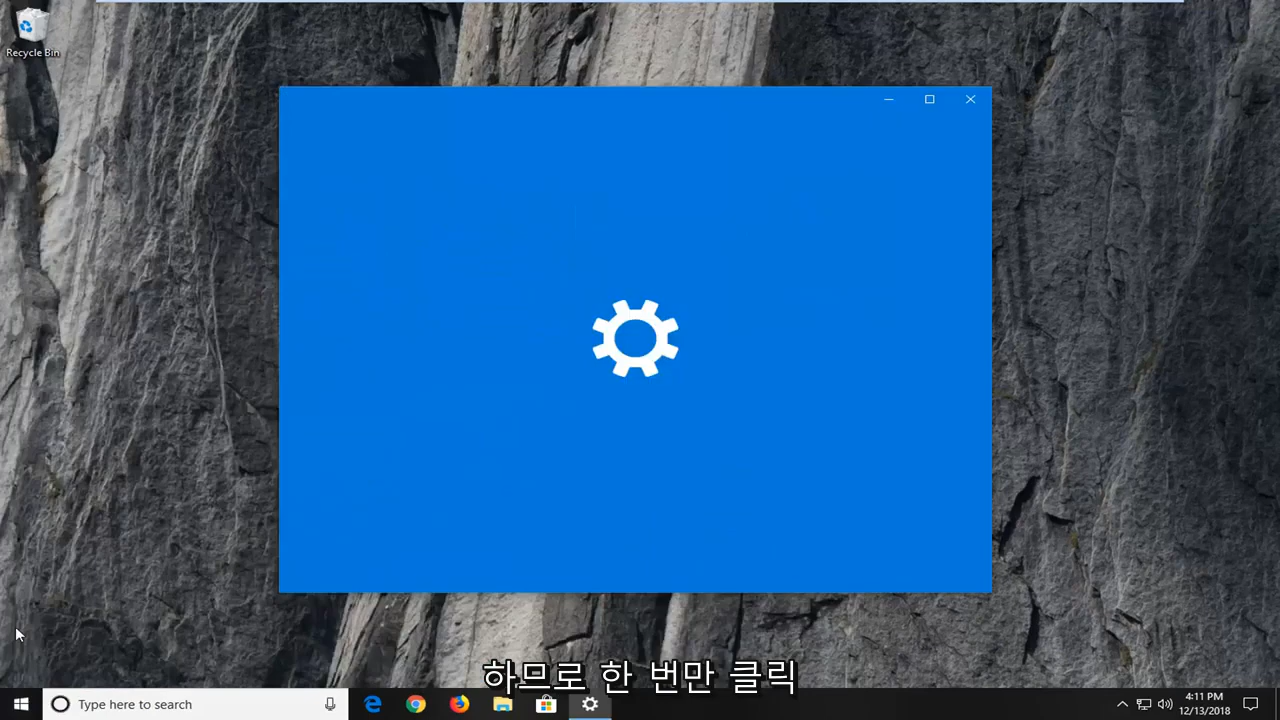 Recycle Bin
하므로 한 번만 클릭
Type here to search
4:11 PM
12/13/2018